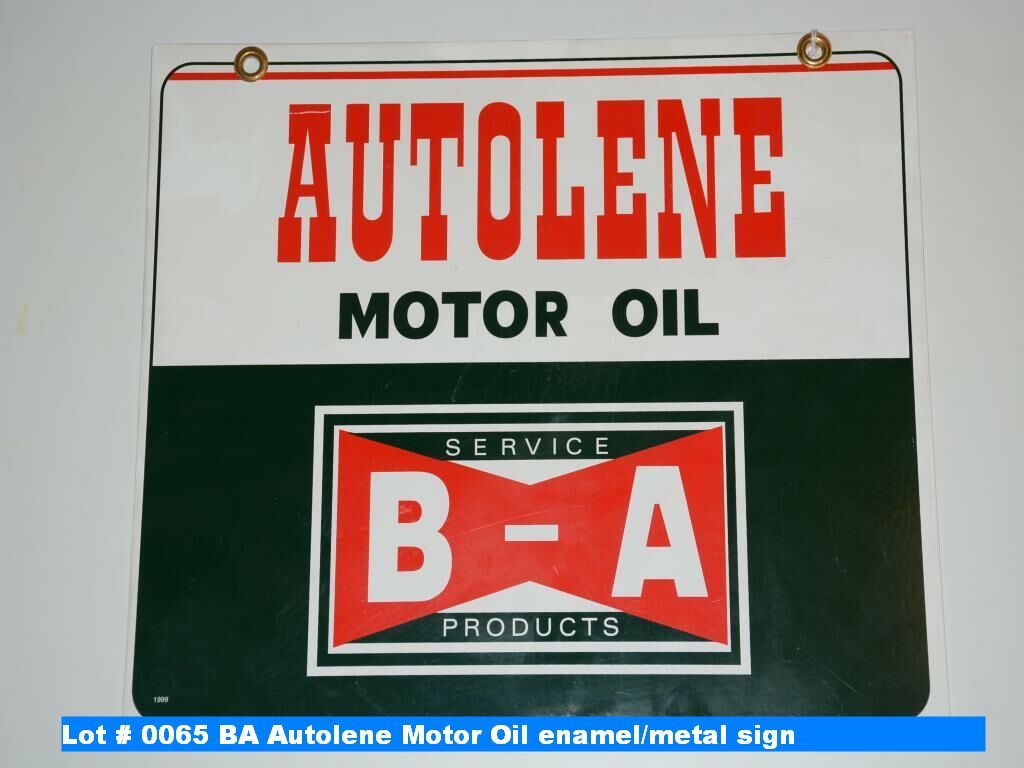 AUTOLENE
MOTOR OIL
SERVICE
B-A
PRODUCTS
1999
Lot # 0065 BA Autolene Motor Oil enamel/metal sign